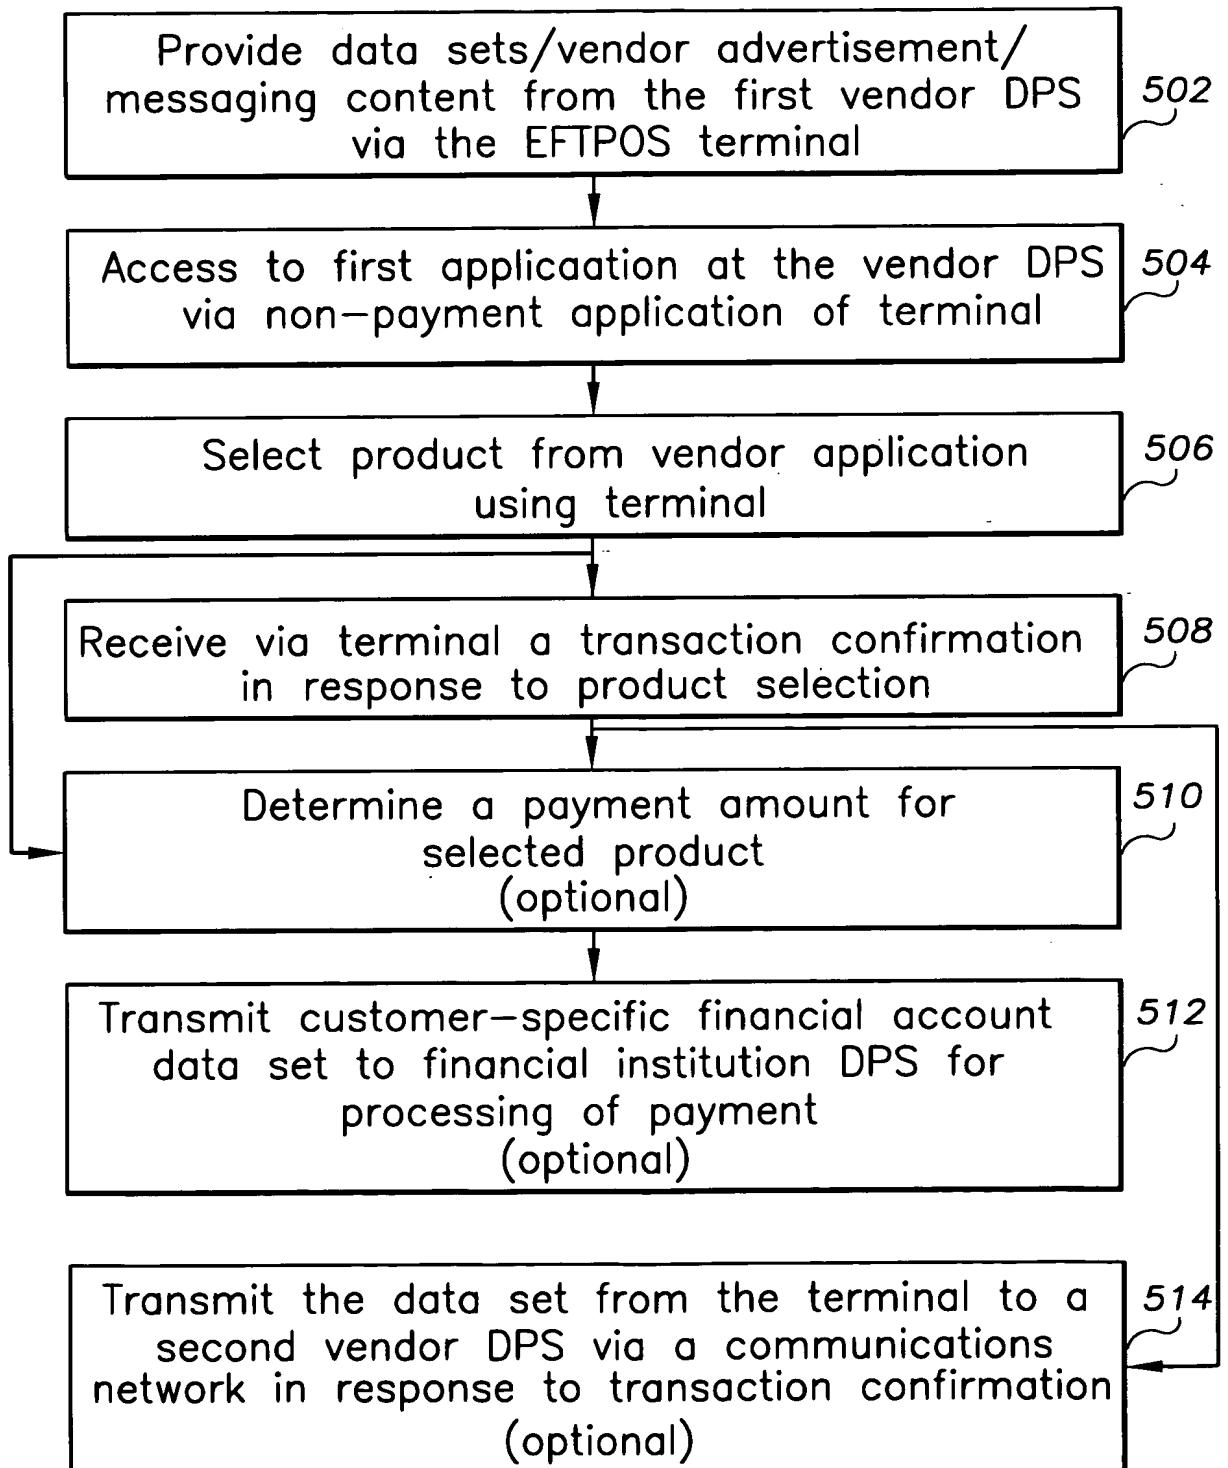 Provide data sets/vendor advertisement/
messaging content from the first vendor DPS
via the EFTPOS terminal
502
Access to first applicaation at the vendor DPS
via non-payment application of terminal
504
Select product from vendor application
using terminal
506
Receive via terminal a transaction confirmation
in response to product selection
508
Determine a payment amount for
selected product
(optional)
510
Transmit customer-specific financial account
data set to financial institution DPS for
processing of payment
(optional)
512
Transmit the data set from the terminal to a
second vendor DPS via a communications
network in response to transaction confirmation
(optional)
514